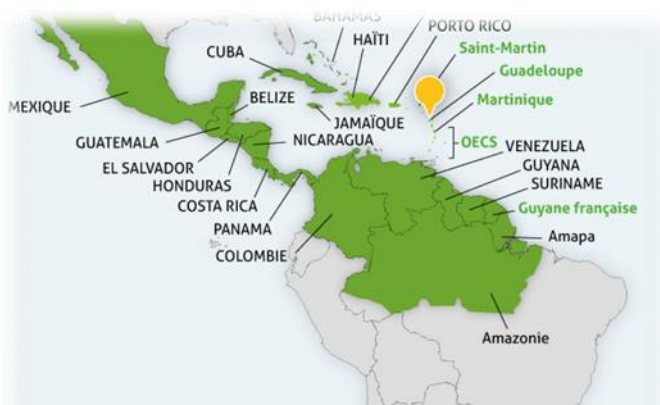 BAHAMAS
PORTO RICO
HAÏTI
CUBA
Saint-Martin
Guadeloupe
MEXIQUE
BELIZE
Martinique
JAMAÏQUE
GUATEMALA
NICARAGUA
OECS
VENEZUELA
EL SALVADOR
GUYANA
HONDURAS
SURINAME
COSTA RICA
Guyane française
PANAMA
Amapa
COLOMBIE
Amazonie